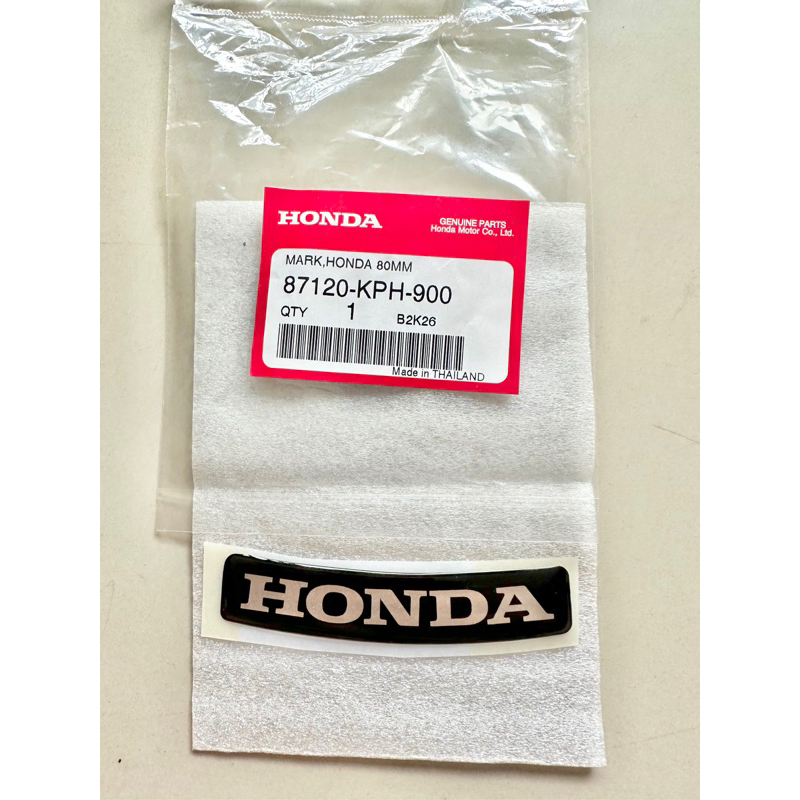 HONDA
GENUINE PARTS
Honda Motor Co., Ltd.
MARK,HONDA 80MM
87120-KPH-900
QTY 1 B2K26
Made in THAILAND
HONDA